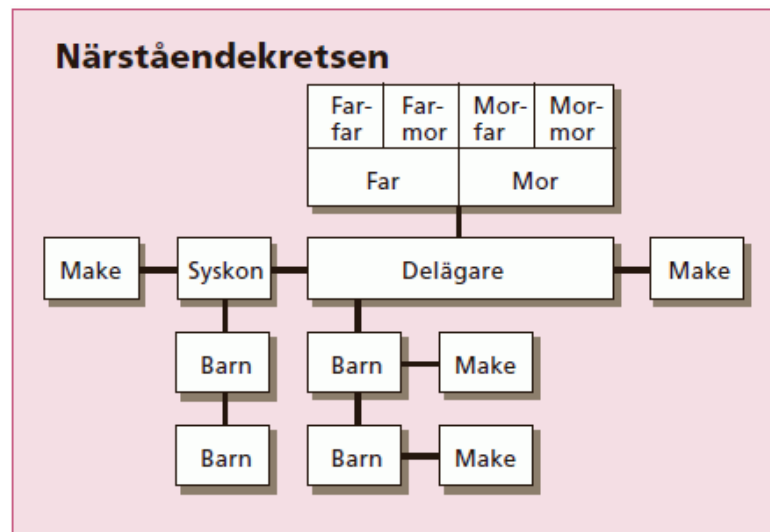 Närståendekretsen
Far-
far
Far-
mor
Mor-
far
Mor-
mor
Far
Mor
Make
Syskon
Delägare
Make
Barn
Barn
Make
Barn
Barn
Make